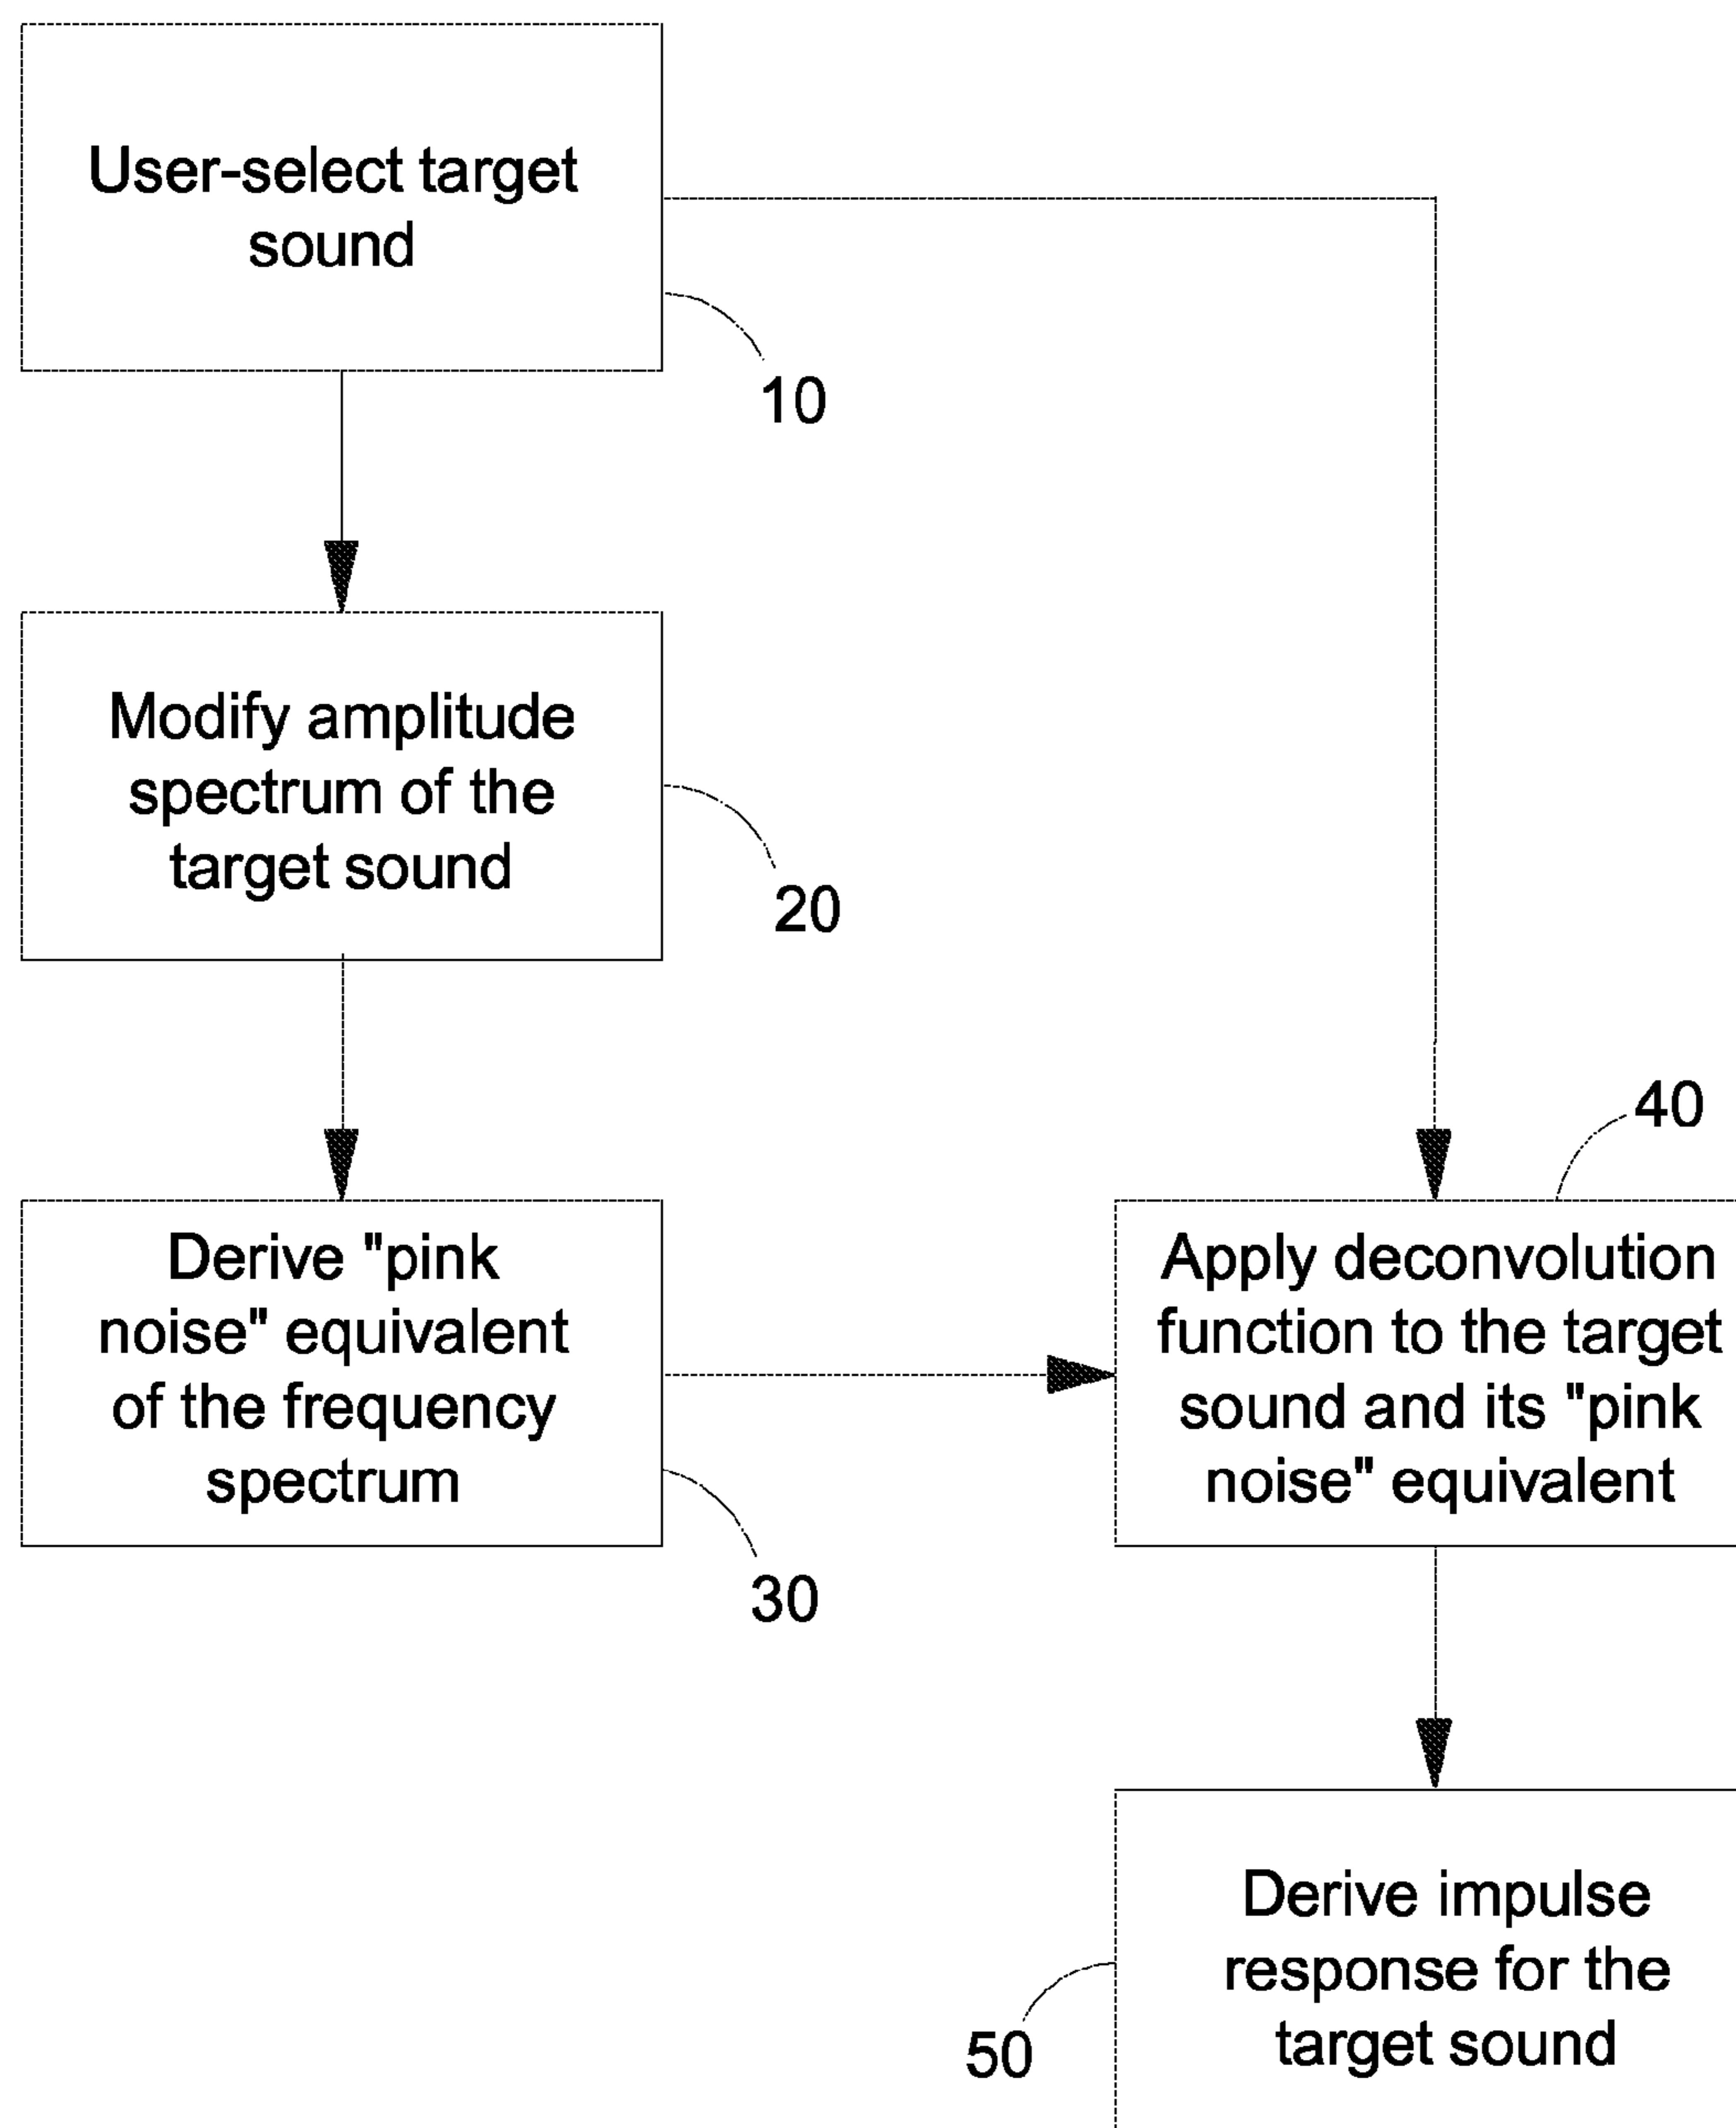 User-select target
sound
10
Modify amplitude
spectrum of the
target sound
20
Derive "pink
noise" equivalent
of the frequency
spectrum
30
40
Apply deconvolution
function to the target
sound and its "pink
noise" equivalent
Derive impulse
response for the
target sound
50